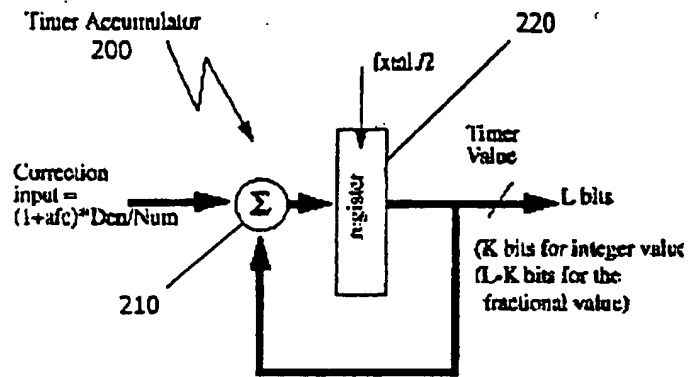 Timer Accumulator
200
220
fxtal/2
Timer
Value
Correction
input =
(1+afc)*Den/Num
Σ
register
L bits
(K bits for integer value
(L-K bits for the
fractional value)
210